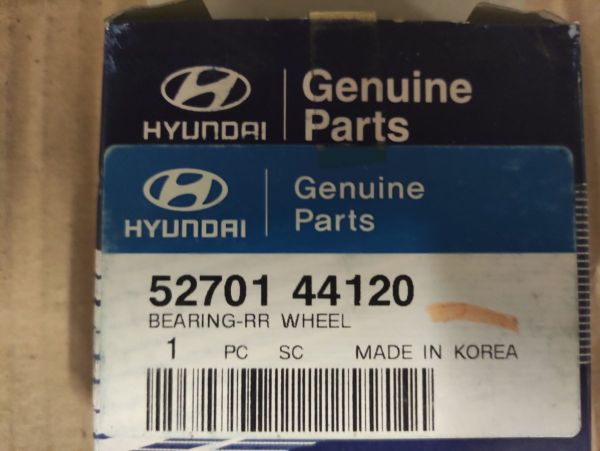 Genuine
HYUNDAI Parts
Genuine
HYUNDAI Parts
52701 44120
BEARING-RR WHEEL
1 PC SC MADE IN KOREA